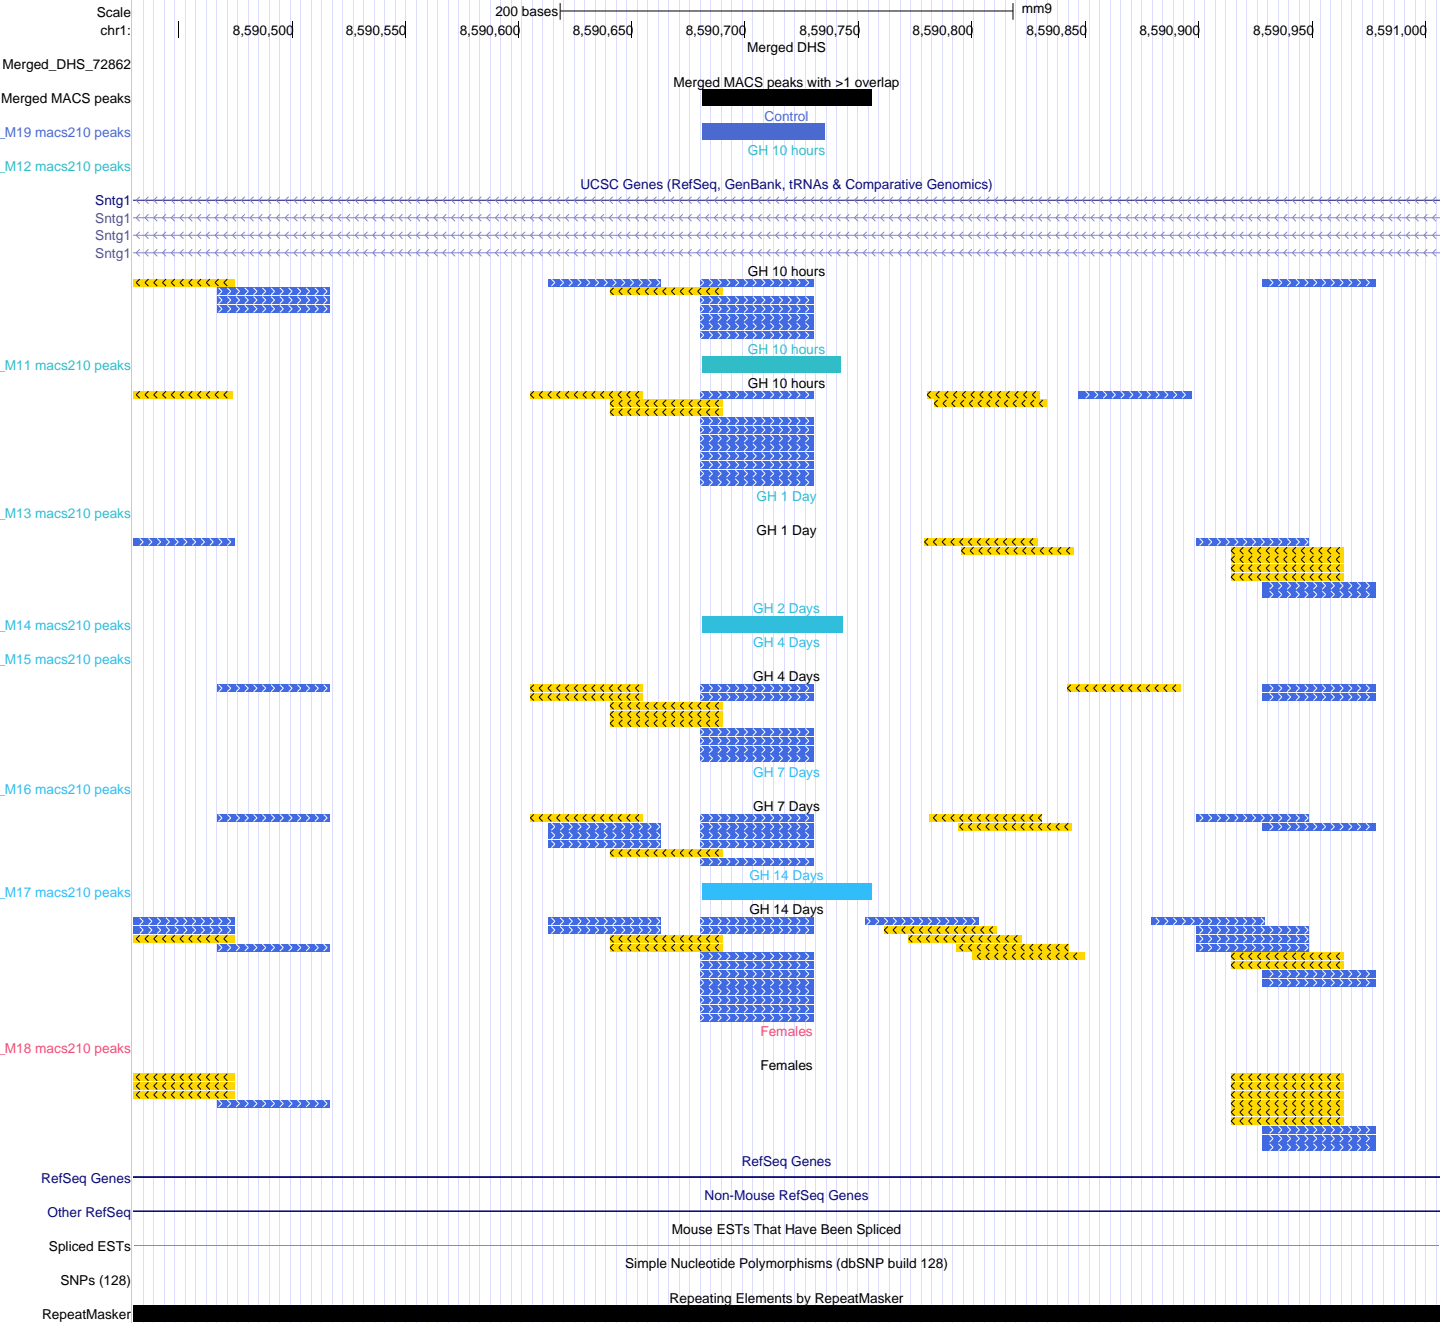 Scale 200 bases mm9
chr1: 8,590,500 8,590,550 8,590,600 8,590,650 8,590,700 8,590,750 8,590,800 8,590,850 8,590,900 8,590,950 8,591,000
Merged DHS
Merged_DHS_72862
Merged MACS peaks with >1 overlap
Merged MACS peaks
Control
_M19 macs210 peaks
GH 10 hours
_M12 macs210 peaks
UCSC Genes (RefSeq, GenBank, tRNAs & Comparative Genomics)
Sntg1
Sntg1
Sntg1
Sntg1
GH 10 hours
GH 10 hours
_M11 macs210 peaks
GH 10 hours
GH 1 Day
_M13 macs210 peaks
GH 1 Day
GH 2 Days
_M14 macs210 peaks
GH 4 Days
_M15 macs210 peaks
GH 4 Days
GH 7 Days
_M16 macs210 peaks
GH 7 Days
GH 14 Days
_M17 macs210 peaks
GH 14 Days
Females
_M18 macs210 peaks
Females
RefSeq Genes
RefSeq Genes
Non-Mouse RefSeq Genes
Other RefSeq
Mouse ESTs That Have Been Spliced
Spliced ESTs
Simple Nucleotide Polymorphisms (dbSNP build 128)
SNPs (128)
Repeating Elements by RepeatMasker
RepeatMasker